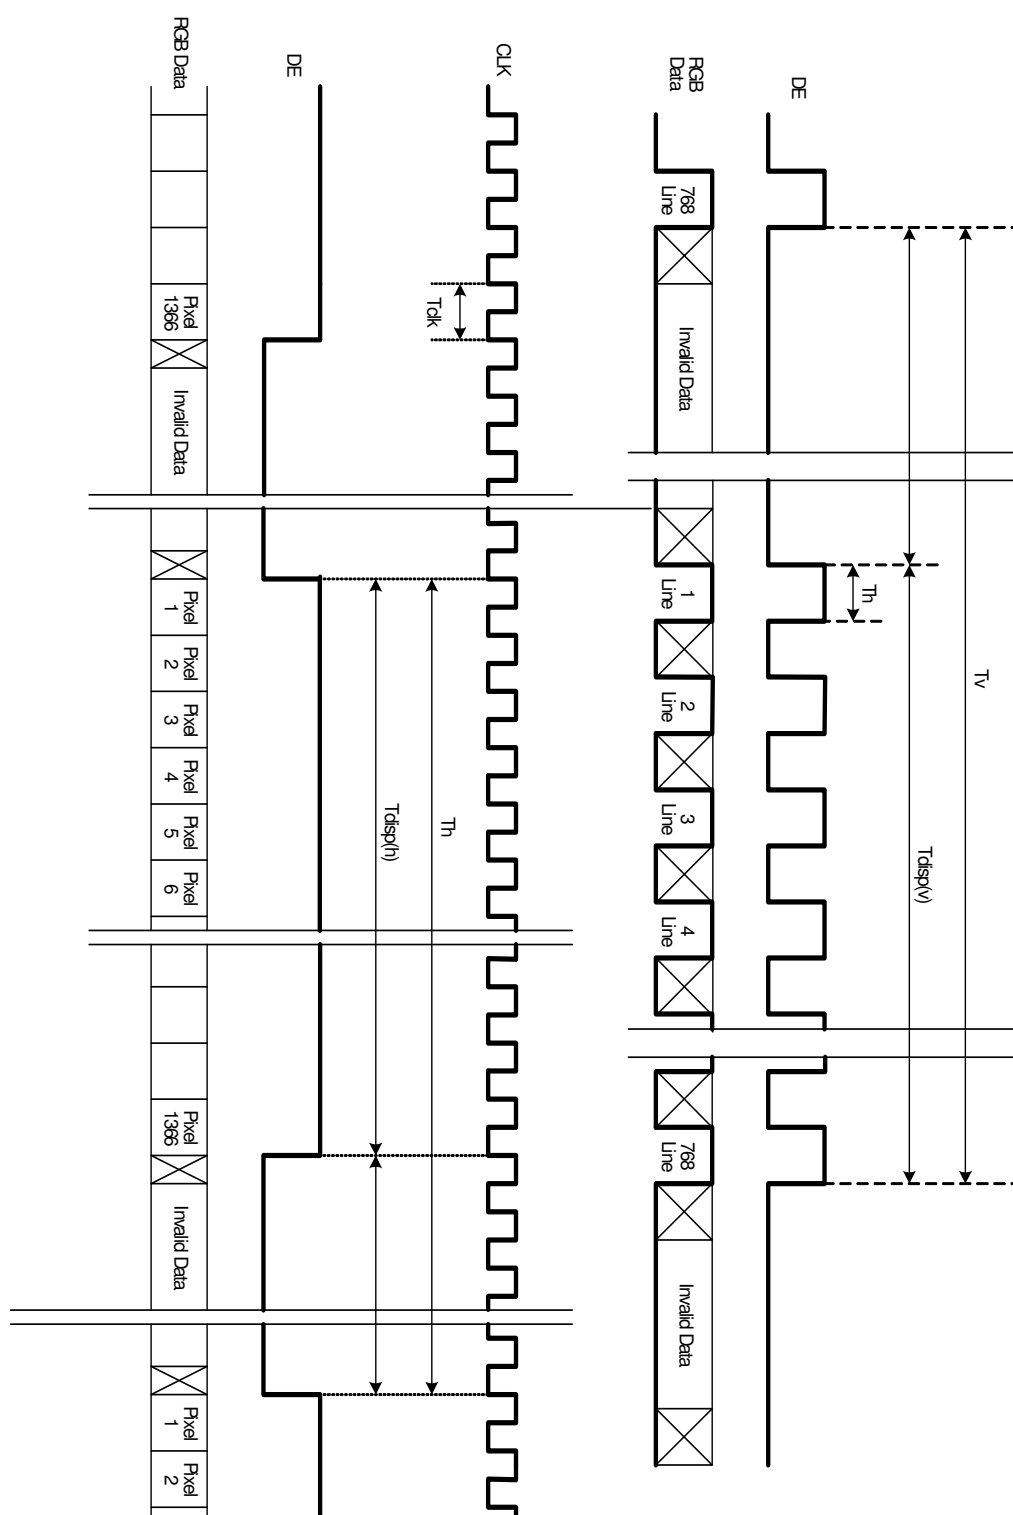 Tv
Tdisp(v)
Th
DE
RGB
Data
768
Line
Invalid Data
1
Line
2
Line
3
Line
4
Line
768
Line
Invalid Data
CLK
Tclk
Th
Tdisp(h)
DE
RGB Data
Pixel
1366
Invalid Data
Pixel
1
Pixel
2
Pixel
3
Pixel
4
Pixel
5
Pixel
6
Pixel
1366
Invalid Data
Pixel
1
Pixel
2